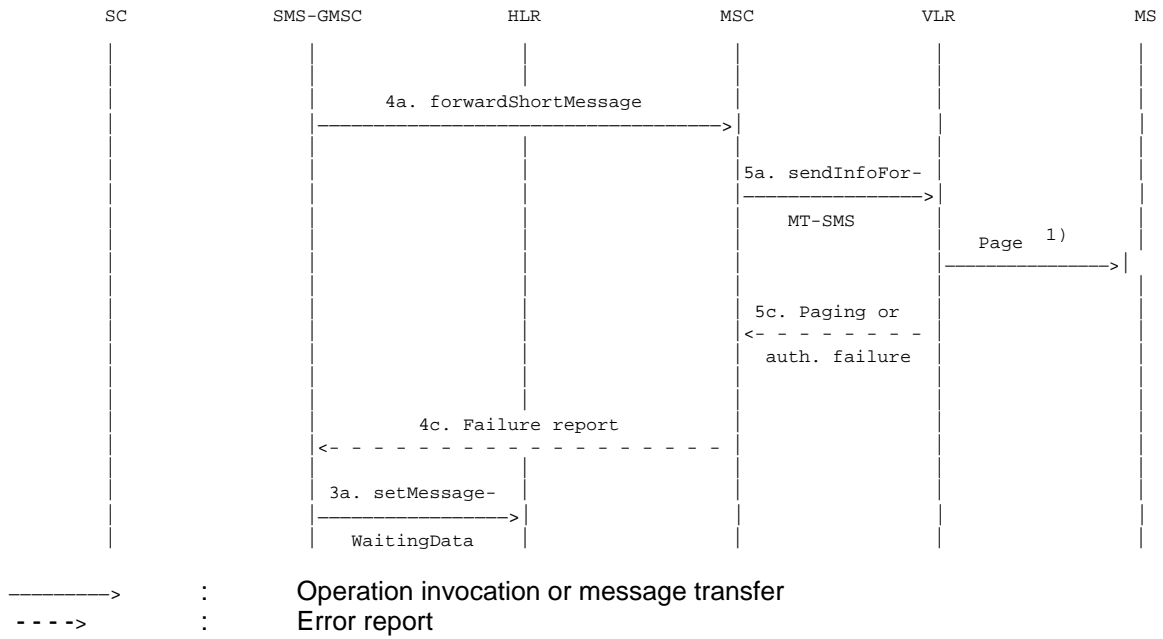 SC SMS-GMSC HLR MSC VLR MS
4a. forwardShortMessage
5a. sendInfoFor-
MT-SMS
Page 1)
5c. Paging or
auth. failure
4c. Failure report
3a. setMessage-
WaitingData
: Operation invocation or message transfer
: Error report